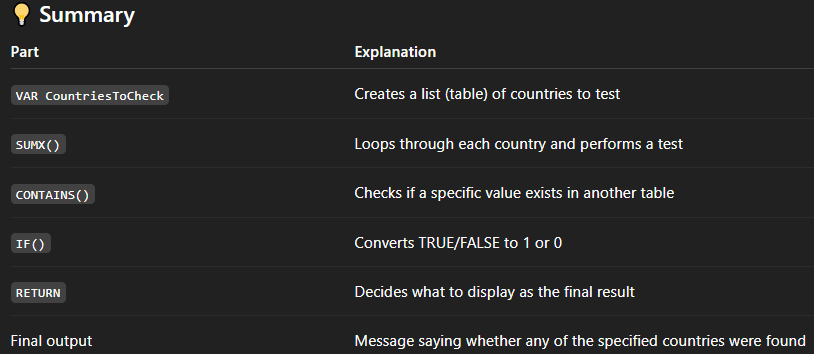 💡 Summary
Part Explanation
VAR CountriesToCheck Creates a list (table) of countries to test
SUMX() Loops through each country and performs a test
CONTAINS() Checks if a specific value exists in another table
IF() Converts TRUE/FALSE to 1 or 0
RETURN Decides what to display as the final result
Final output Message saying whether any of the specified countries were found